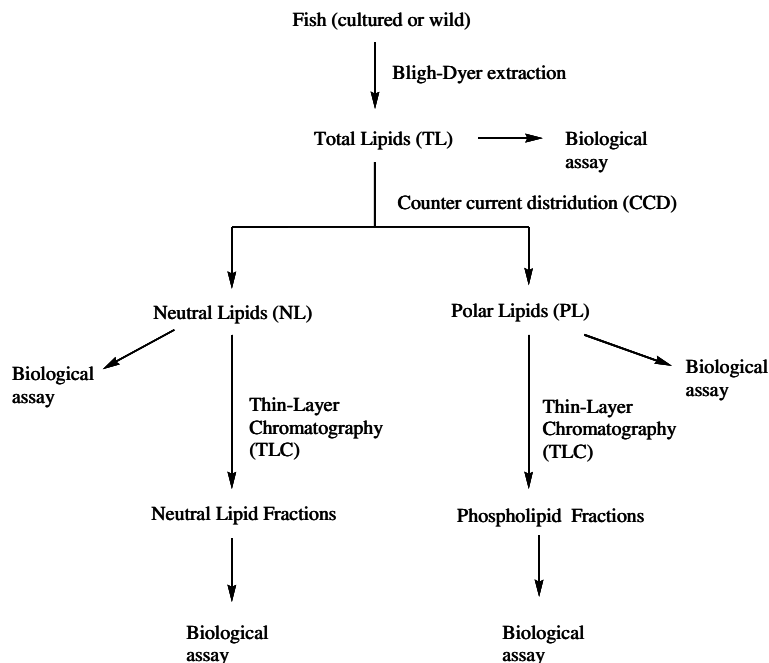 Fish (cultured or wild)
Bligh-Dyer extraction
Total Lipids (TL)
Biological
assay
Counter current distridution (CCD)
Neutral Lipids (NL)
Polar Lipids (PL)
Biological
assay
Biological
assay
Thin-Layer
Chromatography
(TLC)
Thin-Layer
Chromatography
(TLC)
Neutral Lipid Fractions
Phospholipid Fractions
Biological
assay
Biological
assay